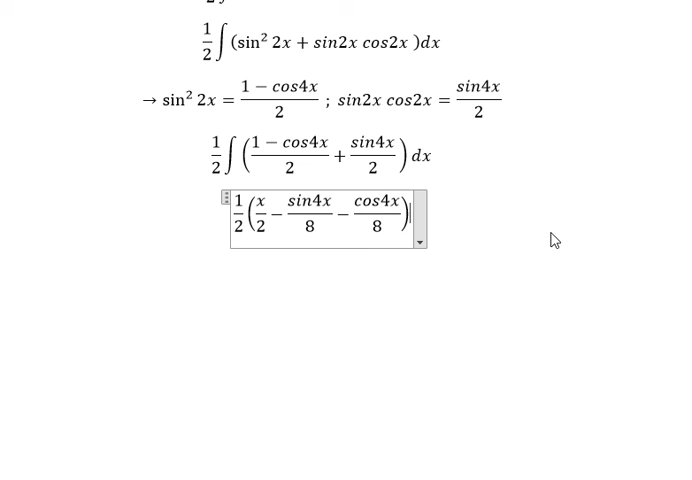 1/2 ∫ (sin² 2x + sin2x cos2x )dx
→ sin² 2x = (1 − cos4x)/2 ; sin2x cos2x = sin4x/2
1/2 ∫ ( (1 − cos4x)/2 + sin4x/2 ) dx
1/2 ( x/2 − sin4x/8 − cos4x/8 )